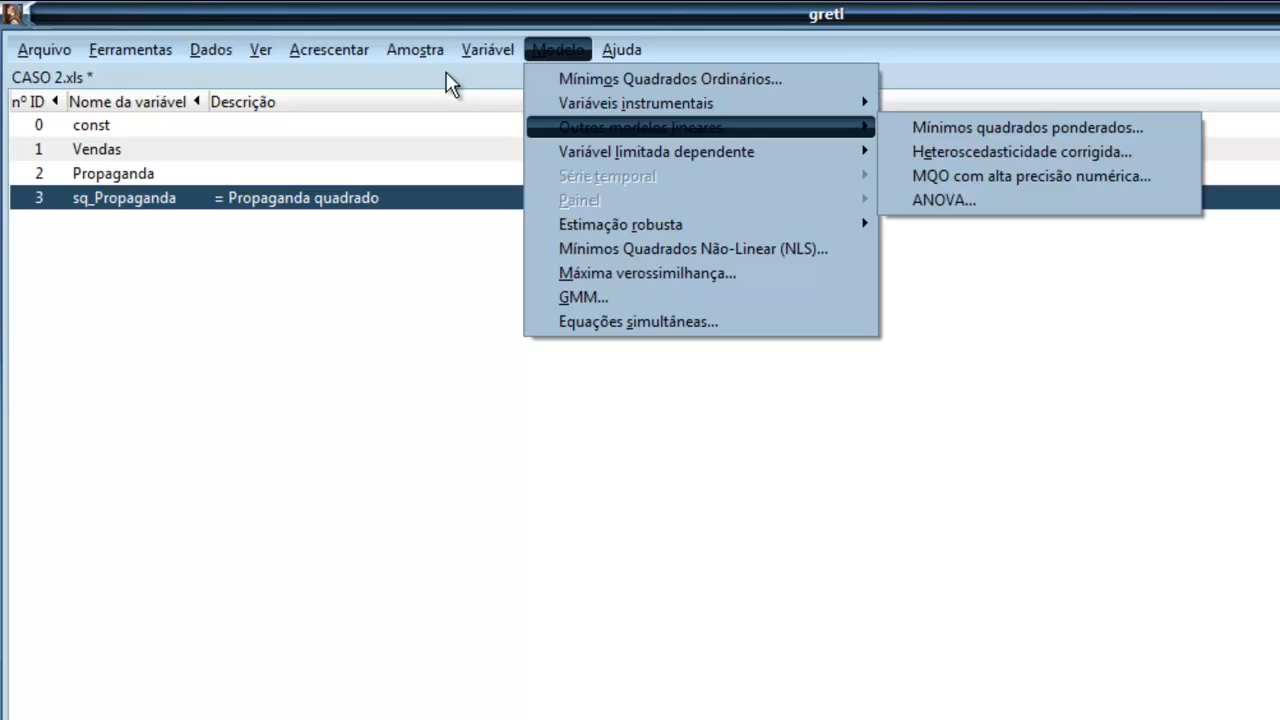 gretl
Arquivo Ferramentas Dados Ver Acrescentar Amostra Variável Modelo Ajuda
CASO 2.xls *
nº ID Nome da variável Descrição
0 const
1 Vendas
2 Propaganda
3 sq_Propaganda = Propaganda quadrado
Mínimos Quadrados Ordinários...
Variáveis instrumentais
Outros modelos lineares
Variável limitada dependente
Série temporal
Painel
Estimação robusta
Mínimos Quadrados Não-Linear (NLS)...
Máxima verossimilhança...
GMM...
Equações simultâneas...
Mínimos quadrados ponderados...
Heteroscedasticidade corrigida...
MQO com alta precisão numérica...
ANOVA...